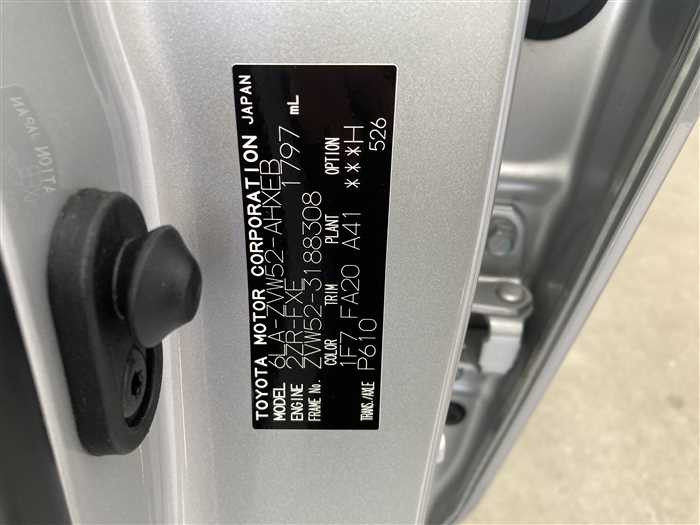 TOYOTA MOTOR CORPORATION JAPAN
MODEL 6LA-ZVW52-AHXEB
ENGINE 2ZR-FXE 1797 mL
FRAME No. ZVW52-3188308
COLOR TRIM PLANT OPTION
1F7 FA20 A41 ***H
TRANS./AXLE P610 526